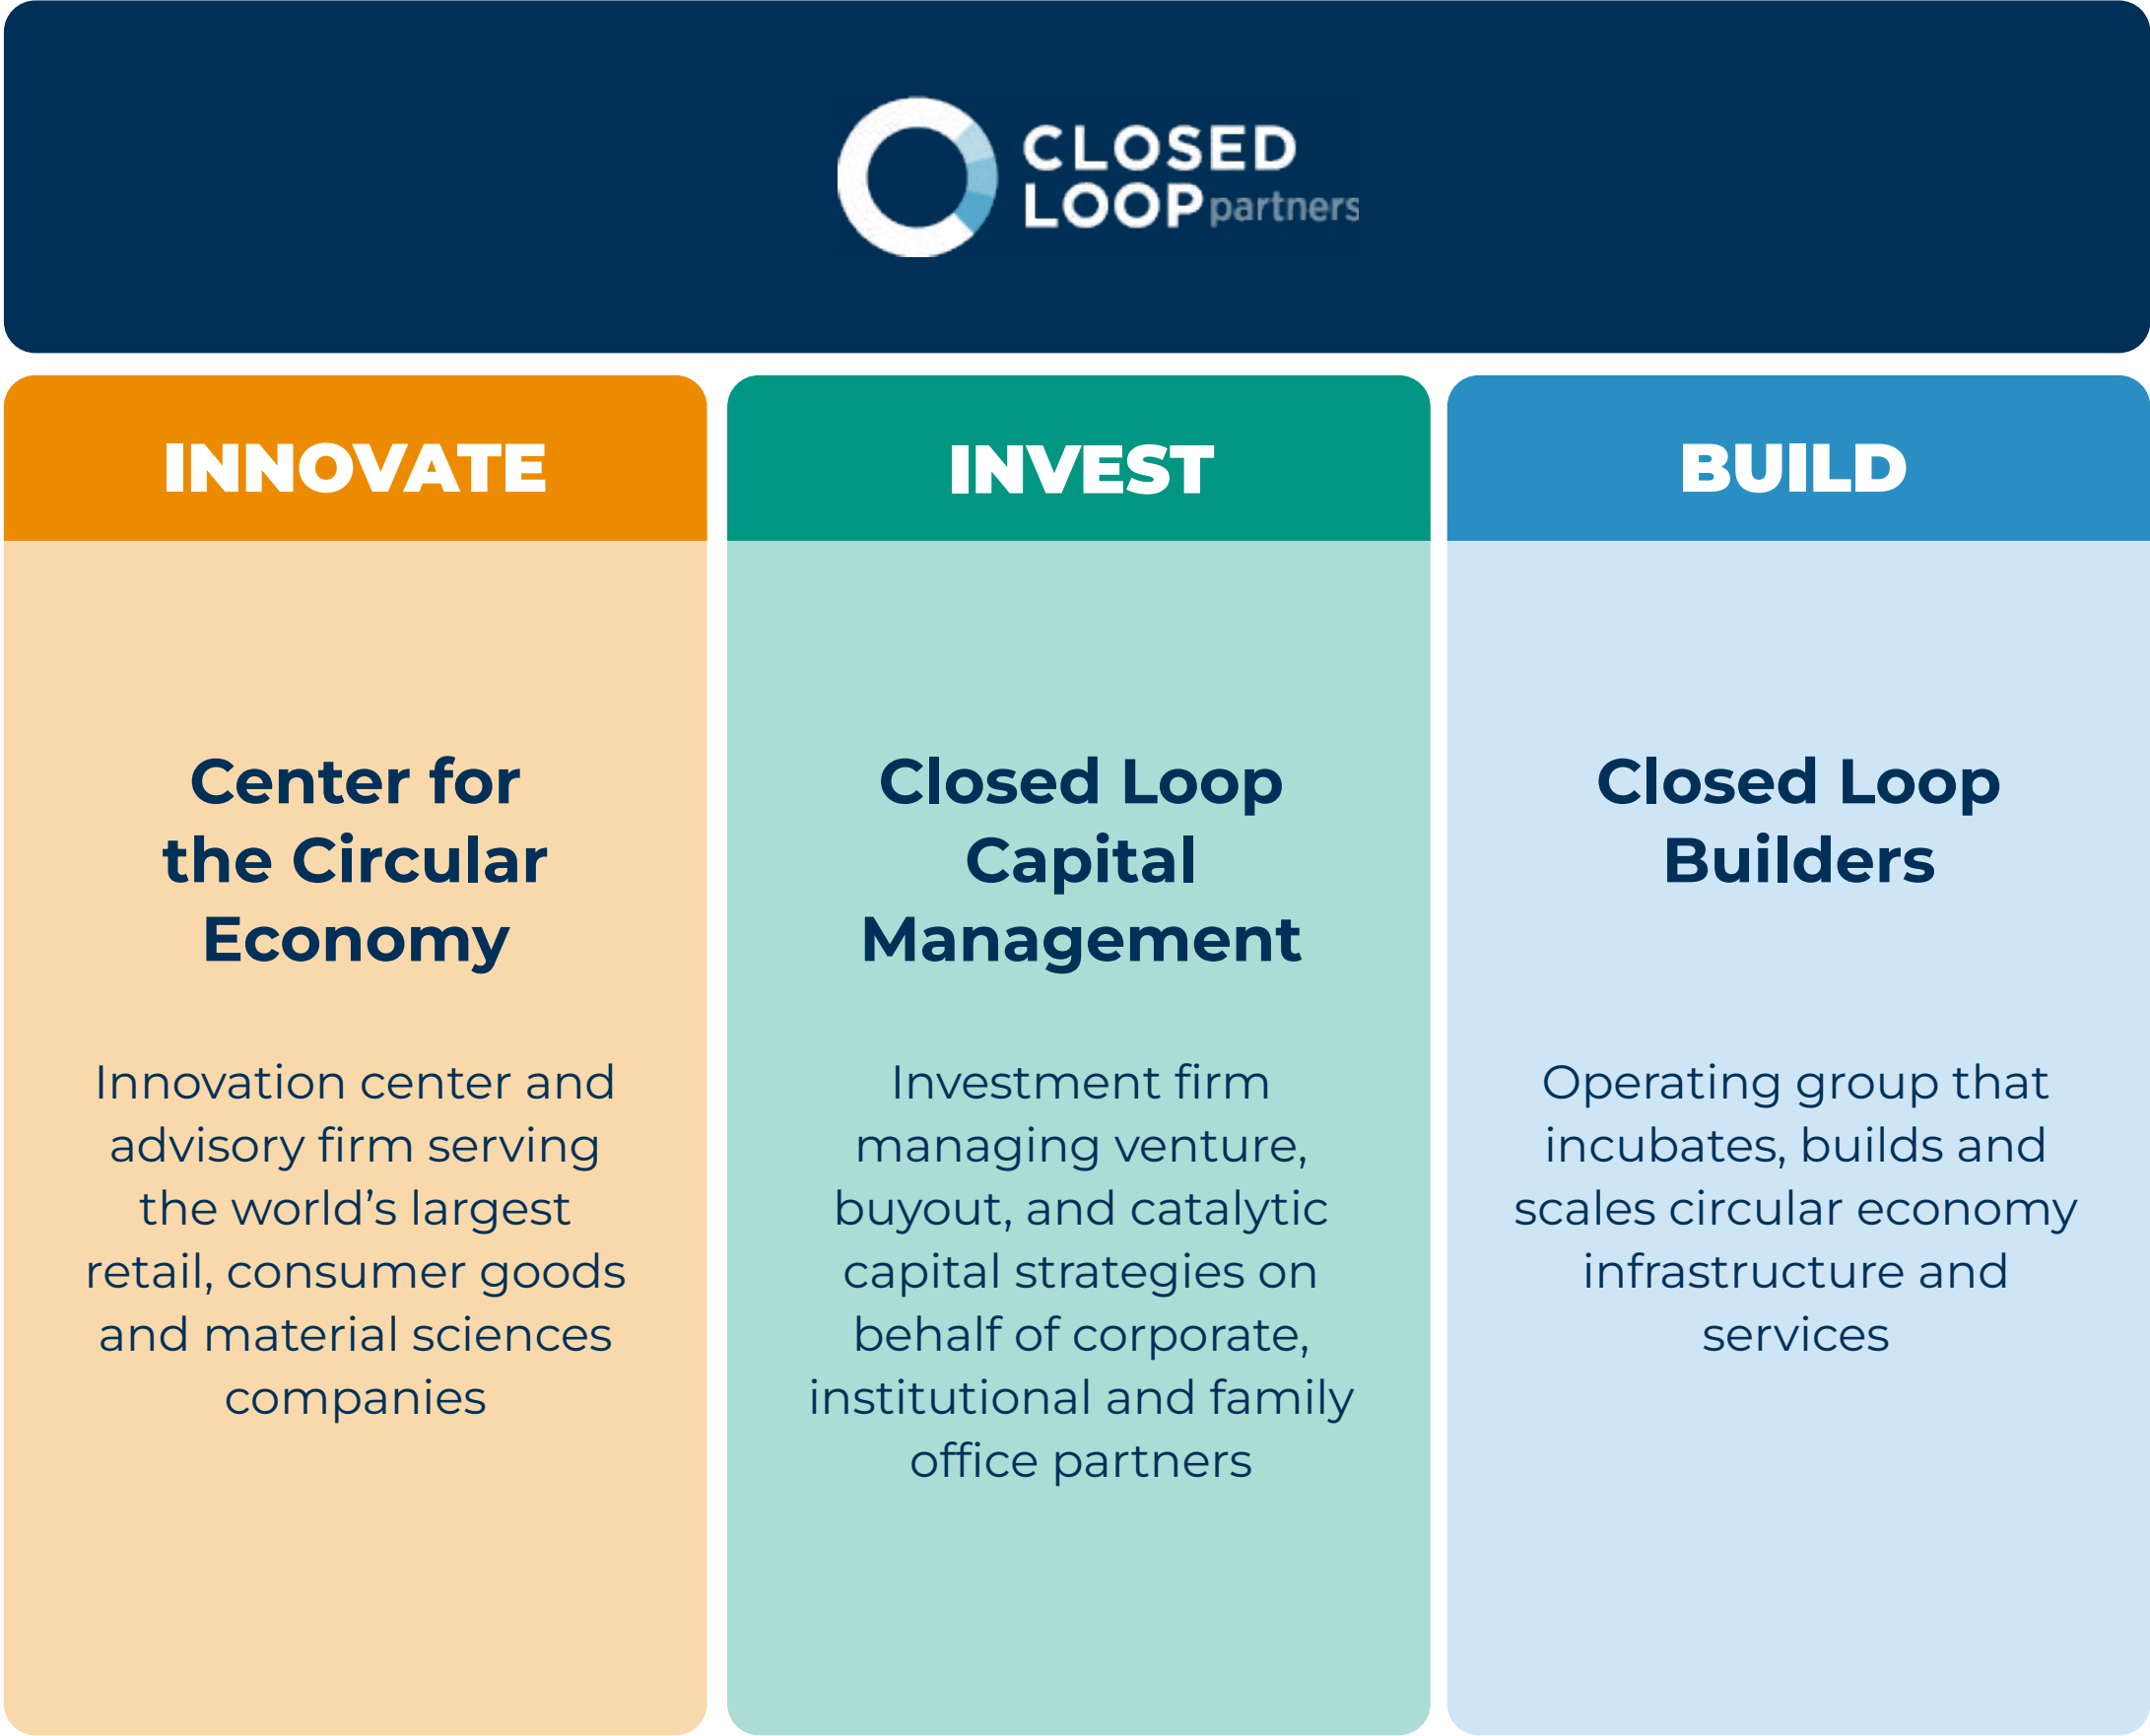 CLOSED
LOOP partners
INNOVATE
Center for
the Circular
Economy
Innovation center and
advisory firm serving
the world’s largest
retail, consumer goods
and material sciences
companies
INVEST
Closed Loop
Capital
Management
Investment firm
managing venture,
buyout, and catalytic
capital strategies on
behalf of corporate,
institutional and family
office partners
BUILD
Closed Loop
Builders
Operating group that
incubates, builds and
scales circular economy
infrastructure and
services